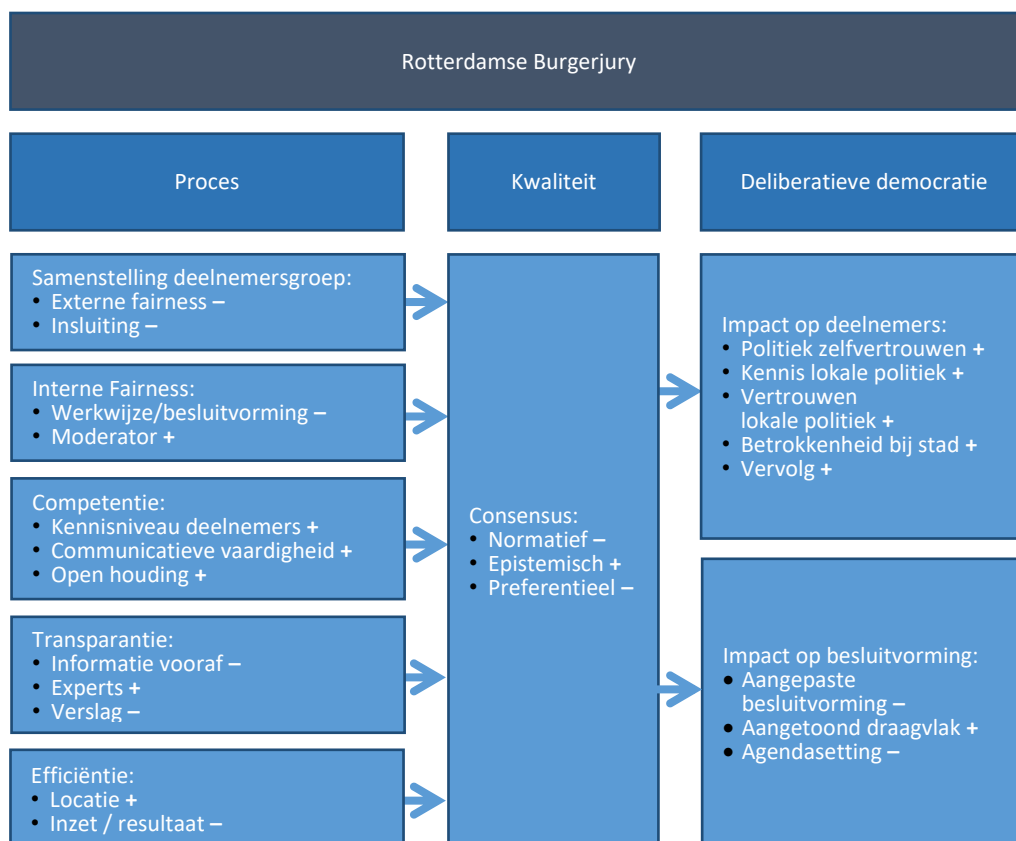 Rotterdamse Burgerjury
Proces
Kwaliteit
Deliberatieve democratie
Samenstelling deelnemersgroep:
• Externe fairness –
• Insluiting –
Interne Fairness:
• Werkwijze/besluitvorming –
• Moderator +
Competentie:
• Kennisniveau deelnemers +
• Communicatieve vaardigheid +
• Open houding +
Transparantie:
• Informatie vooraf –
• Experts +
• Verslag –
Efficiëntie:
• Locatie +
• Inzet / resultaat –
Consensus:
• Normatief –
• Epistemisch +
• Preferentieel –
Impact op deelnemers:
• Politiek zelfvertrouwen +
• Kennis lokale politiek +
• Vertrouwen
lokale politiek +
• Betrokkenheid bij stad +
• Vervolg +
Impact op besluitvorming:
● Aangepaste
besluitvorming –
● Aangetoond draagvlak +
● Agendasetting –